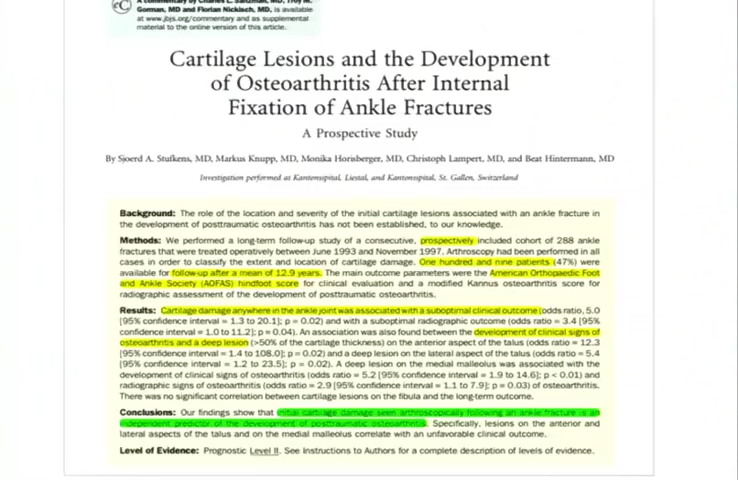 A commentary by Charles L. Saltzman, MD, Troy M.
Gorman, MD and Florian Nickisch, MD, is available
at www.jbjs.org/commentary and as supplemental
material to the online version of this article.
Cartilage Lesions and the Development
of Osteoarthritis After Internal
Fixation of Ankle Fractures
A Prospective Study
By Sjoerd A. Stufkens, MD, Markus Knupp, MD, Monika Horisberger, MD, Christoph Lampert, MD, and Beat Hintermann, MD
Investigation performed at Kantonsspital, Liestal, and Kantonsspital, St. Gallen, Switzerland
Background: The role of the location and severity of the initial cartilage lesions associated with an ankle fracture in
the development of posttraumatic osteoarthritis has not been established, to our knowledge.
Methods: We performed a long-term follow-up study of a consecutive, prospectively included cohort of 288 ankle
fractures that were treated operatively between June 1993 and November 1997. Arthroscopy had been performed in all
cases in order to classify the extent and location of cartilage damage. One hundred and nine patients (47%) were
available for follow-up after a mean of 12.9 years. The main outcome parameters were the American Orthopaedic Foot
and Ankle Society (AOFAS) hindfoot score for clinical evaluation and a modified Kannus osteoarthritis score for
radiographic assessment of the development of posttraumatic osteoarthritis.
Results: Cartilage damage anywhere in the ankle joint was associated with a suboptimal clinical outcome (odds ratio, 5.0
[95% confidence interval = 1.3 to 20.1]; p = 0.02) and with a suboptimal radiographic outcome (odds ratio = 3.4 [95%
confidence interval = 1.0 to 11.2]; p = 0.04). An association was also found between the development of clinical signs of
osteoarthritis and a deep lesion (>50% of the cartilage thickness) on the anterior aspect of the talus (odds ratio = 12.3
[95% confidence interval = 1.4 to 108.0]; p = 0.02) and a deep lesion on the lateral aspect of the talus (odds ratio = 5.4
[95% confidence interval = 1.2 to 23.5]; p = 0.02). A deep lesion on the medial malleolus was associated with the
development of clinical signs of osteoarthritis (odds ratio = 5.2 [95% confidence interval = 1.9 to 14.6]; p < 0.01) and
radiographic signs of osteoarthritis (odds ratio = 2.9 [95% confidence interval = 1.1 to 7.9]; p = 0.03) of osteoarthritis.
There was no significant correlation between cartilage lesions on the fibula and the long-term outcome.
Conclusions: Our findings show that initial cartilage damage seen arthroscopically following an ankle fracture is an
independent predictor of the development of posttraumatic osteoarthritis. Specifically, lesions on the anterior and
lateral aspects of the talus and on the medial malleolus correlate with an unfavorable clinical outcome.
Level of Evidence: Prognostic Level II. See Instructions to Authors for a complete description of levels of evidence.